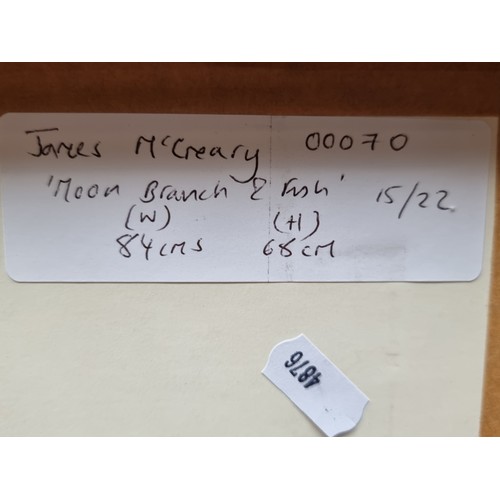 James McCreary 00070
'Moon Branch & Fish' 15/22
(W) (H)
84cms 68cm
4876